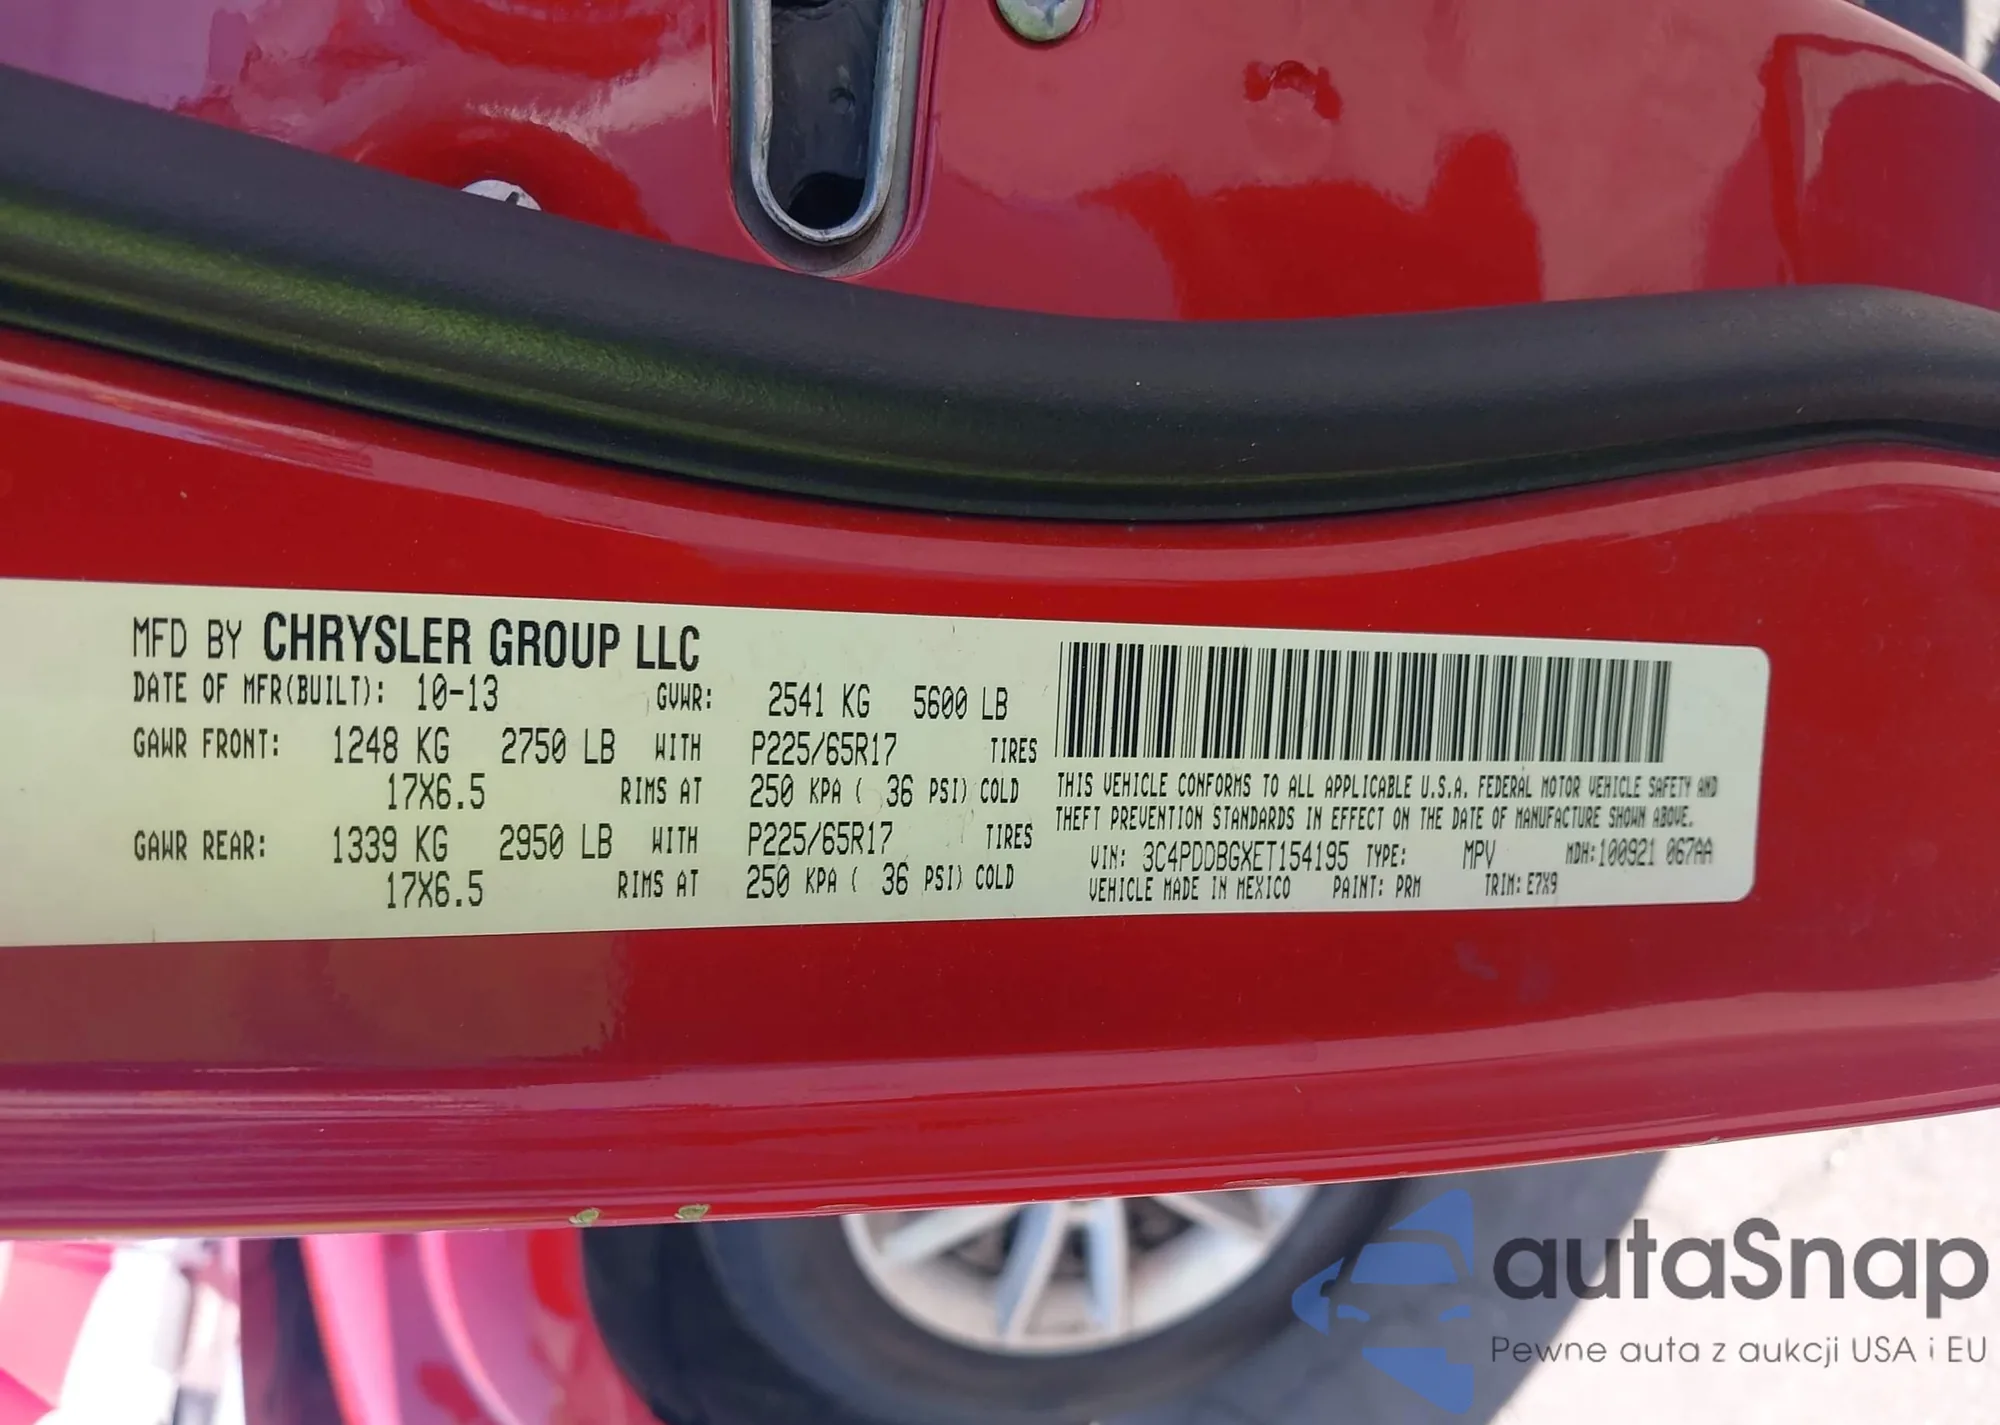 MFD BY CHRYSLER GROUP LLC
DATE OF MFR(BUILT): 10-13 GVWR: 2541 KG 5600 LB
GAWR FRONT: 1248 KG 2750 LB WITH P225/65R17 TIRES
17X6.5 RIMS AT 250 KPA ( 36 PSI) COLD
GAWR REAR: 1339 KG 2950 LB WITH P225/65R17 TIRES
17X6.5 RIMS AT 250 KPA ( 36 PSI) COLD
THIS VEHICLE CONFORMS TO ALL APPLICABLE U.S.A. FEDERAL MOTOR VEHICLE SAFETY AND
THEFT PREVENTION STANDARDS IN EFFECT ON THE DATE OF MANUFACTURE SHOWN ABOVE.
VIN: 3C4PDDBGXET154195 TYPE: MPV MDH:100921 067AA
VEHICLE MADE IN MEXICO PAINT: PRM TRIM: E7X9
autaSnap
Pewne auta z aukcji USA i EU